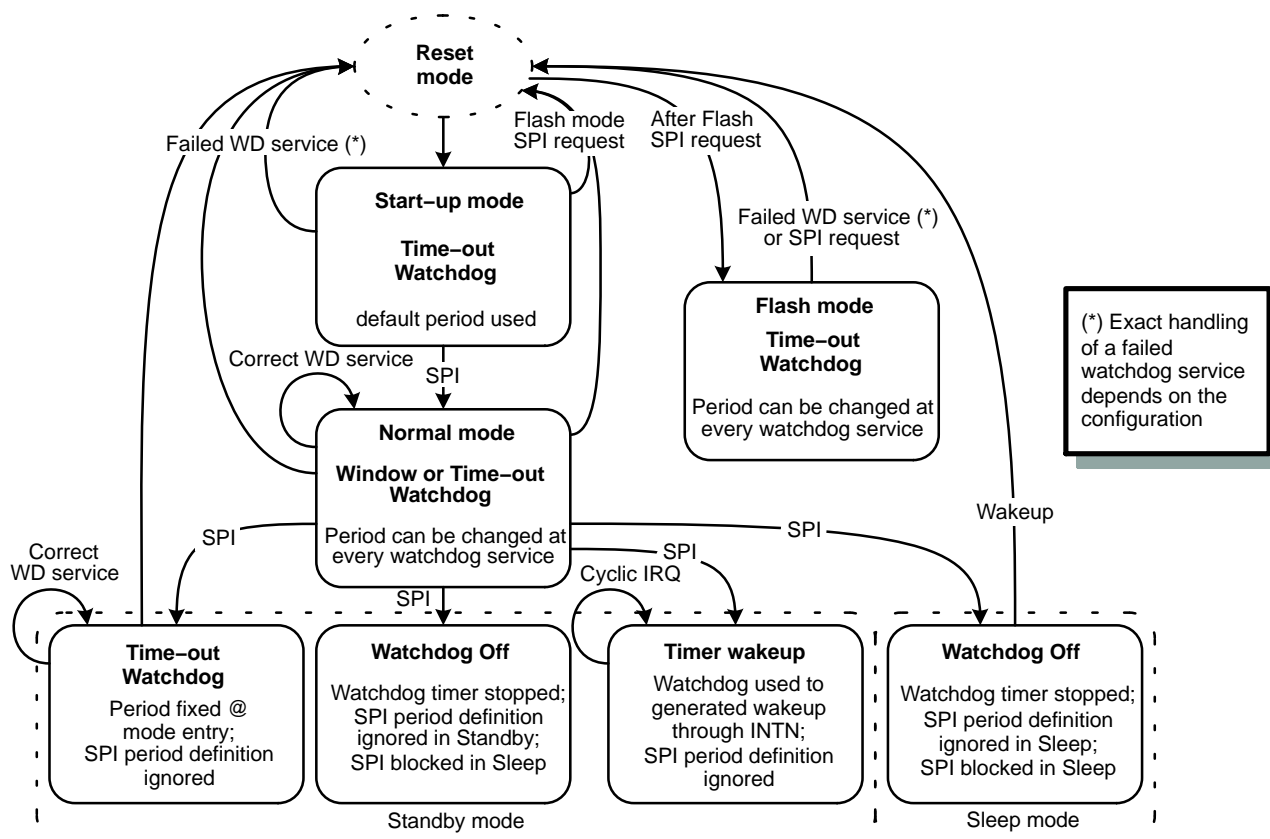 Reset
mode
Failed WD service (*)
Flash mode
SPI request
After Flash
SPI request
Start–up mode
Time–out
Watchdog
default period used
Failed WD service (*)
or SPI request
Flash mode
Time–out
Watchdog
Period can be changed at
every watchdog service
(*) Exact handling
of a failed
watchdog service
depends on the
configuration
Correct WD service
SPI
Normal mode
Window or Time–out
Watchdog
Period can be changed at
every watchdog service
SPI
SPI
SPI
SPI
Wakeup
Correct
WD service
Cyclic IRQ
Time–out
Watchdog
Period fixed @
mode entry;
SPI period definition
ignored
Watchdog Off
Watchdog timer stopped;
SPI period definition
ignored in Standby;
SPI blocked in Sleep
Timer wakeup
Watchdog used to
generated wakeup
through INTN;
SPI period definition
ignored
Watchdog Off
Watchdog timer stopped;
SPI period definition
ignored in Sleep;
SPI blocked in Sleep
Standby mode
Sleep mode